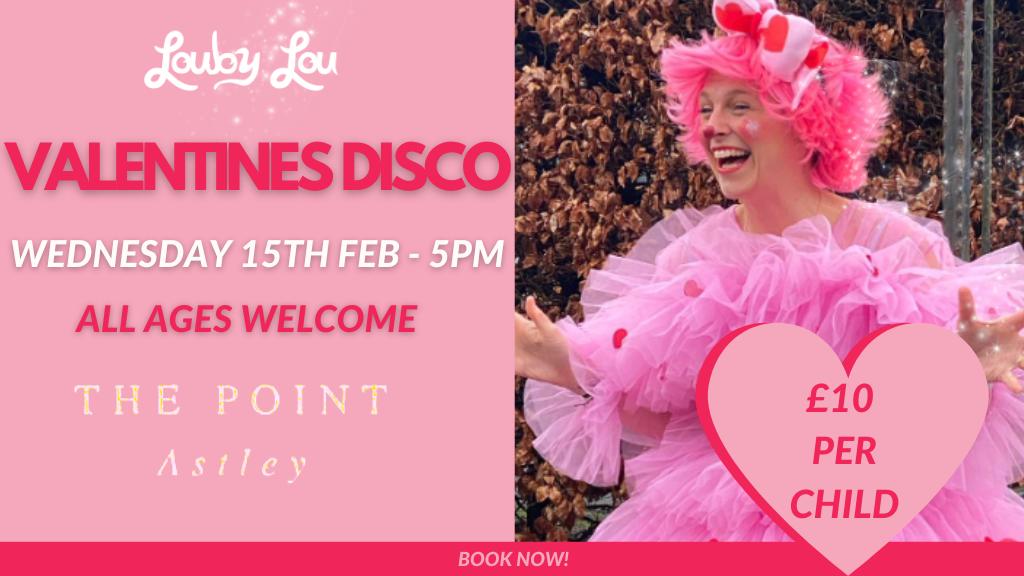 Louby Lou
VALENTINES DISCO
WEDNESDAY 15TH FEB - 5PM
ALL AGES WELCOME
THE POINT
Astley
£10
PER
CHILD
BOOK NOW!